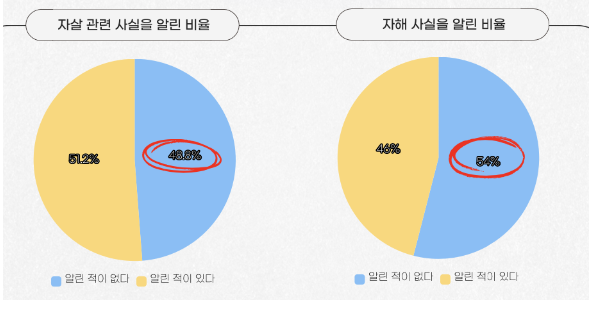 자살 관련 사실을 알린 비율
자해 사실을 알린 비율
51.2%
48.8%
46%
54%
알린 적이 없다 알린 적이 있다
알린 적이 없다 알린 적이 있다